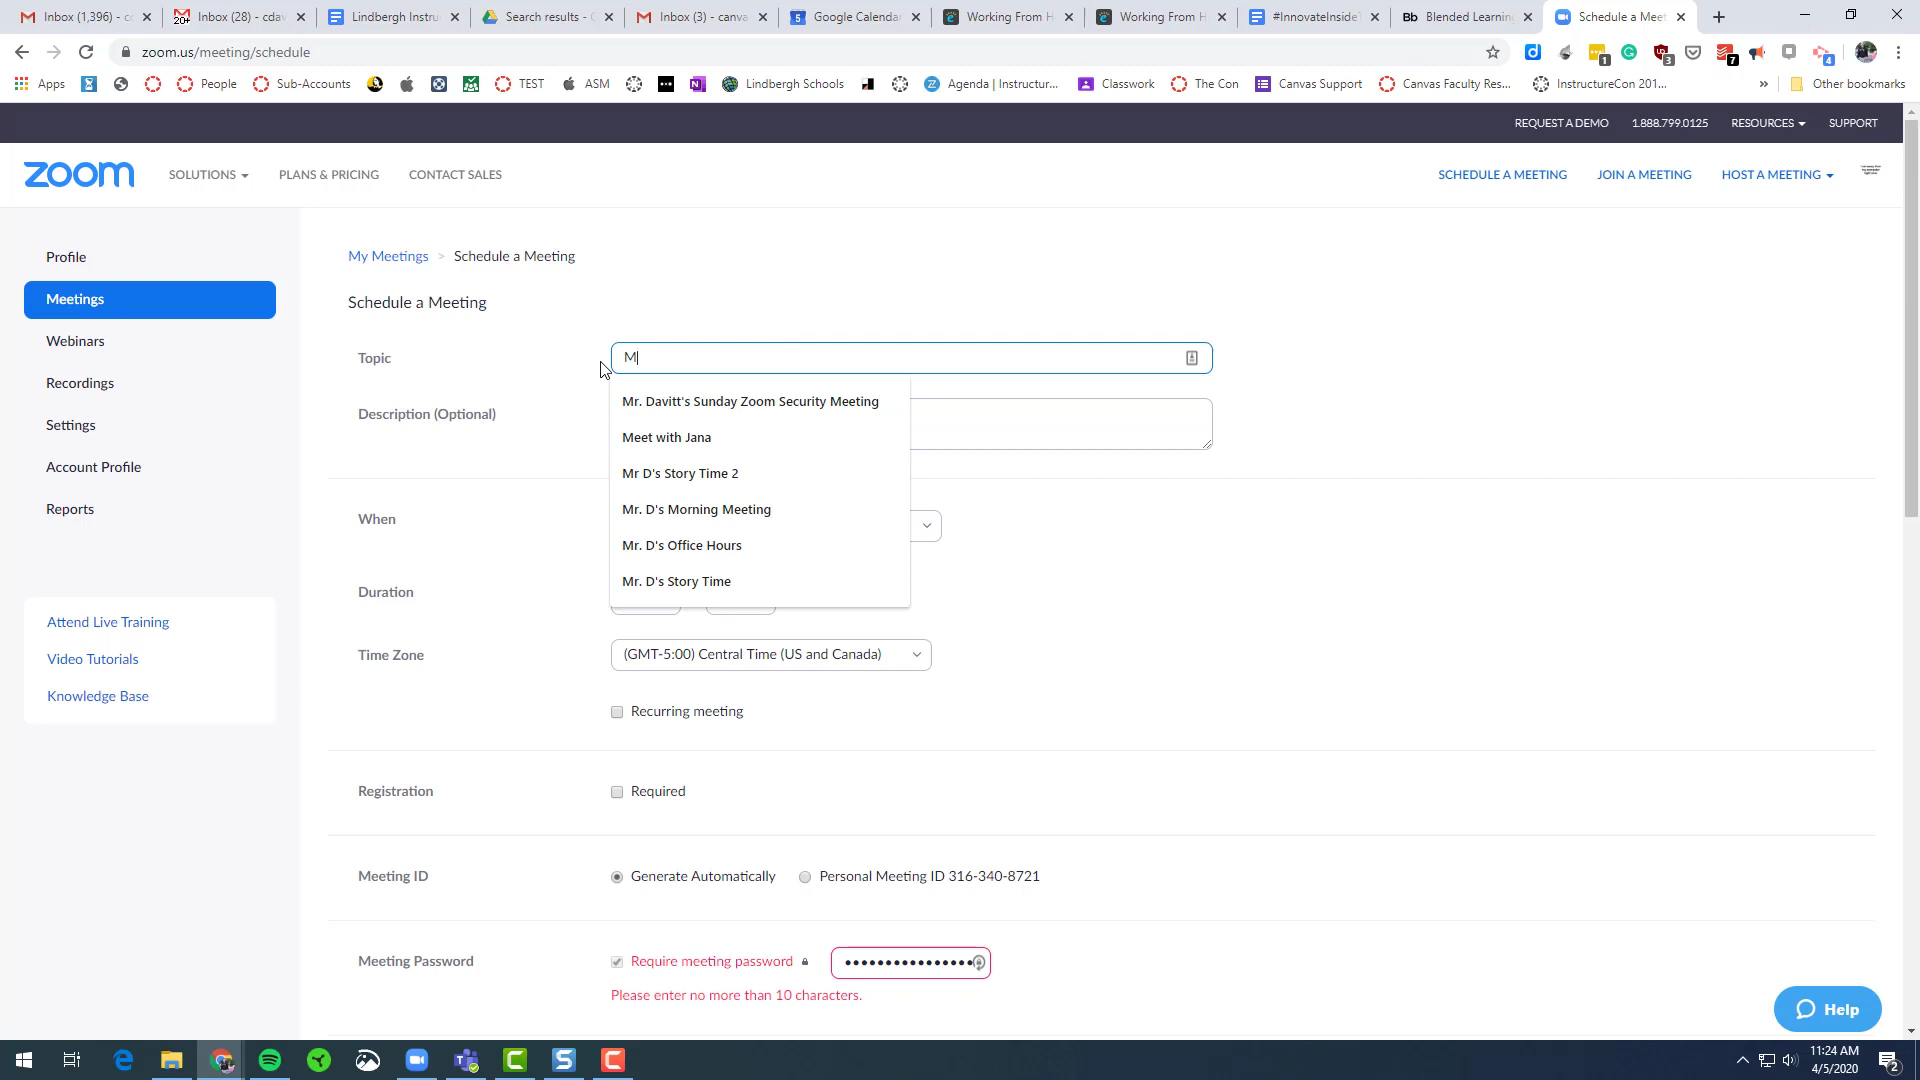 Inbox (1,396) - cc
Inbox (28) - cdav
Lindbergh Instru
Search results -
Inbox (3) - canva
Google Calenda
Working From H
Working From H
#InnovateInside
Blended Learning
Schedule a Meet
zoom.us/meeting/schedule
Apps
People
Sub-Accounts
TEST
ASM
Lindbergh Schools
Agenda | Instructur...
Classwork
The Con
Canvas Support
Canvas Faculty Res...
InstructureCon 201...
»
Other bookmarks
REQUEST A DEMO
1.888.799.0125
RESOURCES
SUPPORT
zoom
SOLUTIONS
PLANS & PRICING
CONTACT SALES
SCHEDULE A MEETING
JOIN A MEETING
HOST A MEETING
Profile
Meetings
Webinars
Recordings
Settings
Account Profile
Reports
Attend Live Training
Video Tutorials
Knowledge Base
My Meetings > Schedule a Meeting
Schedule a Meeting
Topic
M
Mr. Davitt's Sunday Zoom Security Meeting
Meet with Jana
Mr D's Story Time 2
Mr. D's Morning Meeting
Mr. D's Office Hours
Mr. D's Story Time
Description (Optional)
When
Duration
Time Zone
(GMT-5:00) Central Time (US and Canada)
Recurring meeting
Registration
Required
Meeting ID
Generate Automatically
Personal Meeting ID 316-340-8721
Meeting Password
Require meeting password
Please enter no more than 10 characters.
Help
11:24 AM
4/5/2020
2